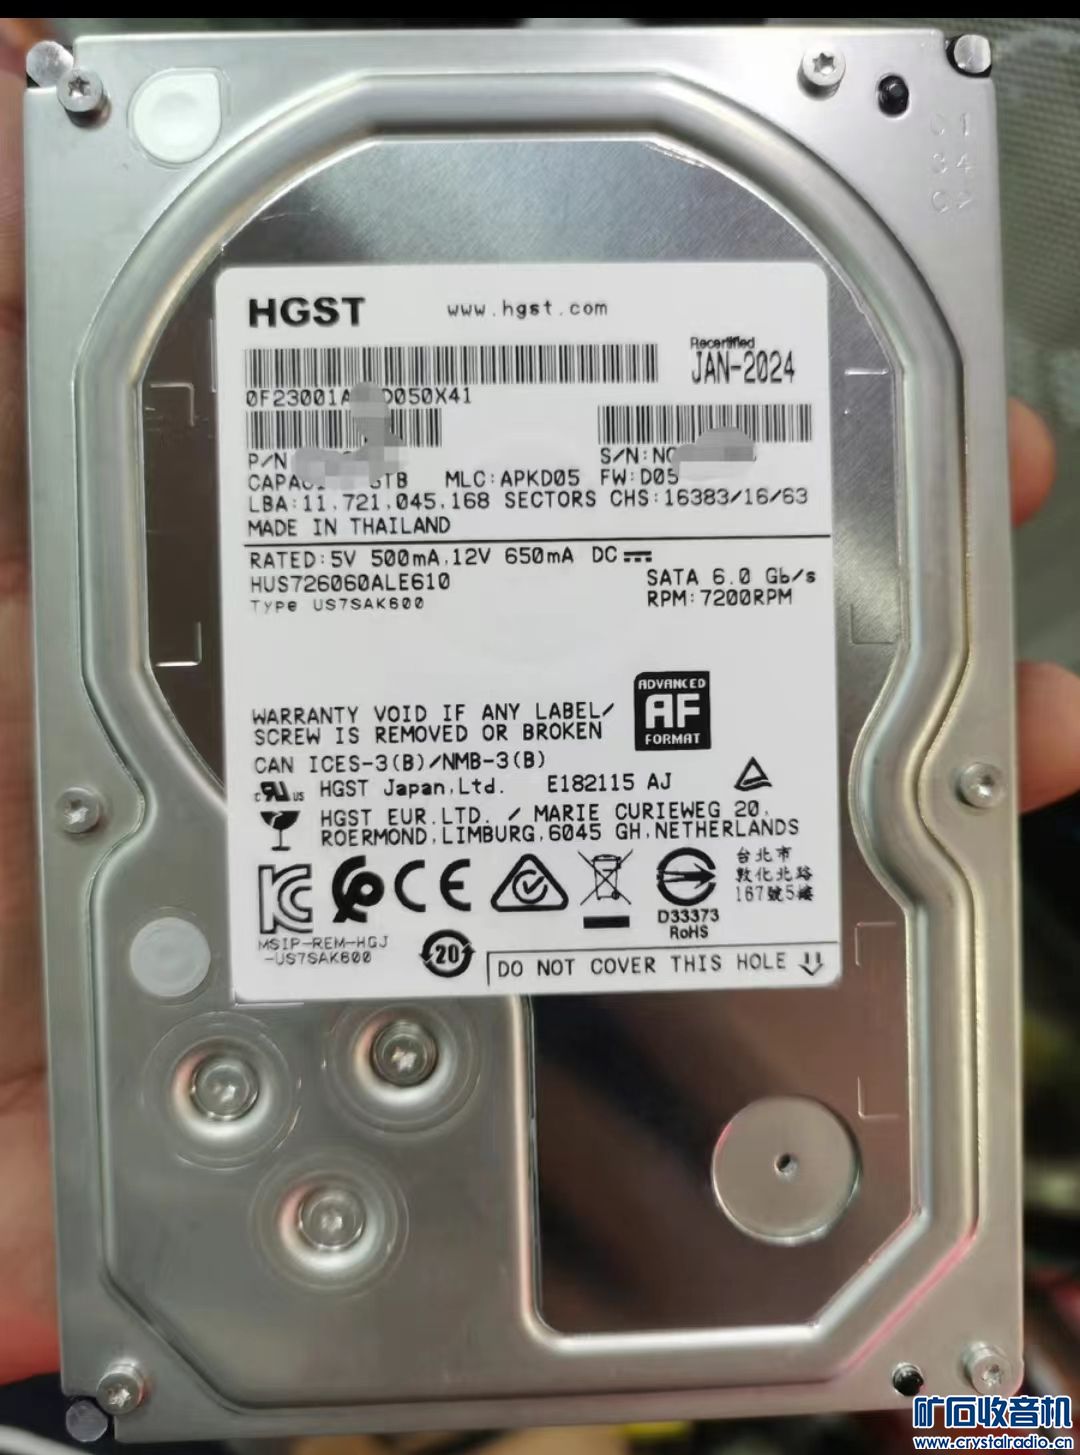 HGST www.hgst.com
Recertified
JAN-2024
0F23001A D050X41
P/N S/N:
MLC:APKD05 FW:D05
LBA:11,721,045,168 SECTORS CHS:16383/16/63
MADE IN THAILAND
RATED:5V 500mA,12V 650mA DC
HUS726060ALE610 SATA 6.0 Gb/s
Type US7SAK600 RPM:7200RPM
ADVANCED
AF
FORMAT
WARRANTY VOID IF ANY LABEL/
SCREW IS REMOVED OR BROKEN
CAN ICES-3(B)/NMB-3(B)
c RU US HGST Japan,Ltd. E182115 AJ
HGST EUR.LTD. / MARIE CURIEWEG 20,
ROERMOND,LIMBURG,6045 GH,NETHERLANDS
CE
台北市
敦化北路
167號5樓
D33373
RoHS
MSIP-REM-HGJ
-US7SAK600
20
DO NOT COVER THIS HOLE
矿石收音机
www.crystalradio.cn